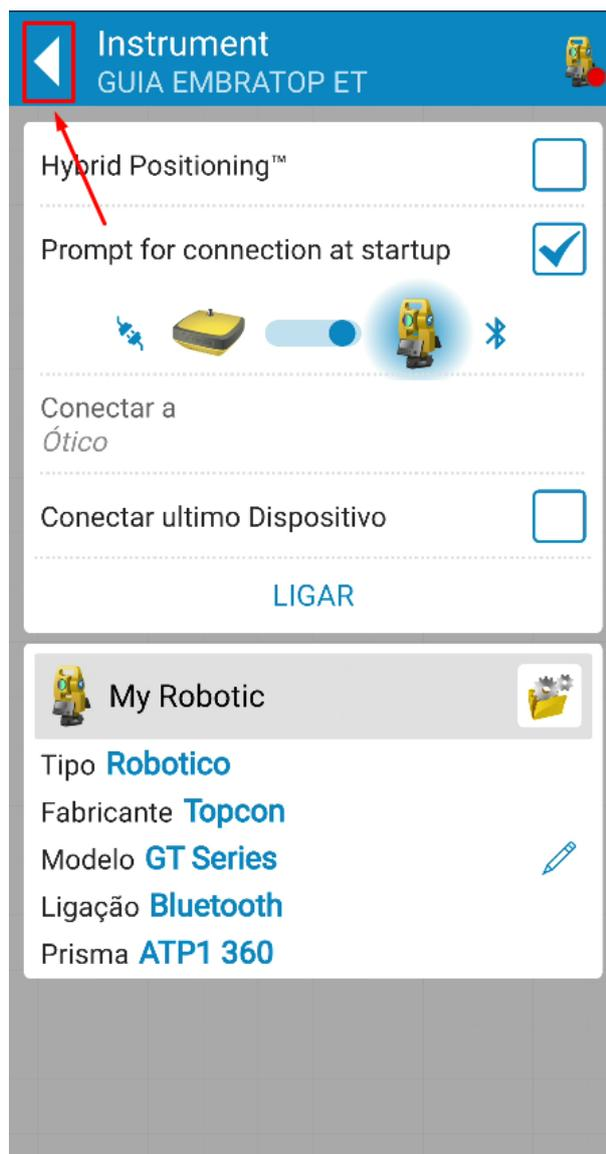 Instrument
GUIA EMBRATOP ET
Hybrid Positioning™
Prompt for connection at startup
Conectar a
Ótico
Conectar ultimo Dispositivo
LIGAR
My Robotic
Tipo Robotico
Fabricante Topcon
Modelo GT Series
Ligação Bluetooth
Prisma ATP1 360